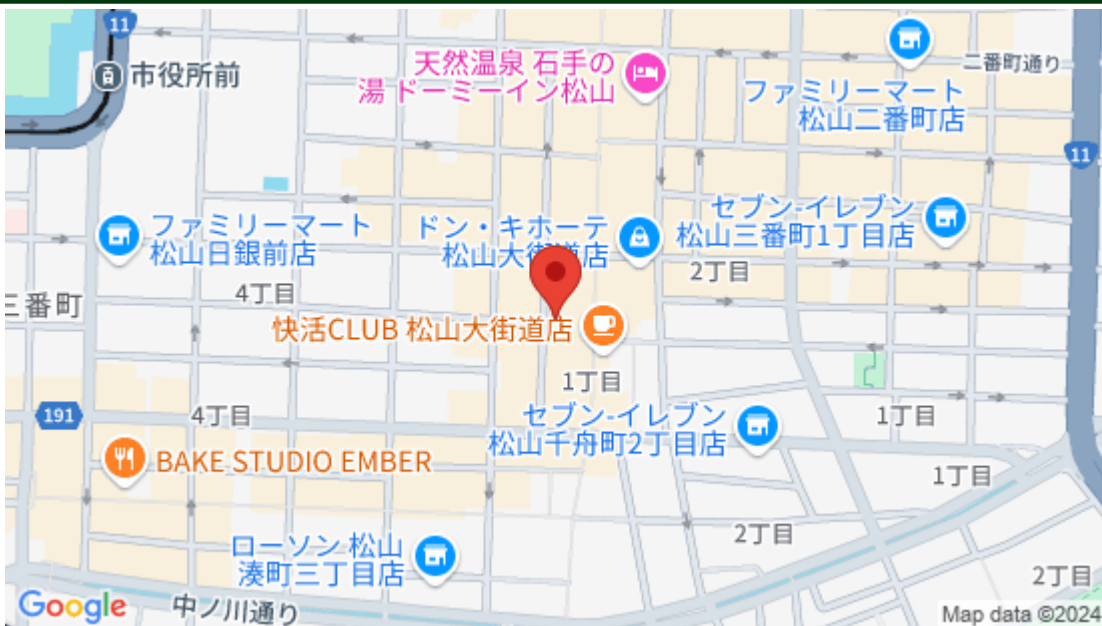 11
市役所前
天然温泉 石手の
湯 ドーミーイン松山
二番町通り
ファミリーマート
松山二番町店
11
ファミリーマート
松山日銀前店
ドン・キホーテ
松山大街道店
セブン-イレブン
松山三番町1丁目店
2丁目
4丁目
三番町
快活CLUB 松山大街道店
1丁目
191
4丁目
セブン-イレブン
松山千舟町2丁目店
1丁目
BAKE STUDIO EMBER
1丁目
2丁目
ローソン 松山
湊町三丁目店
2丁目
Google
中ノ川通り
Map data ©2024